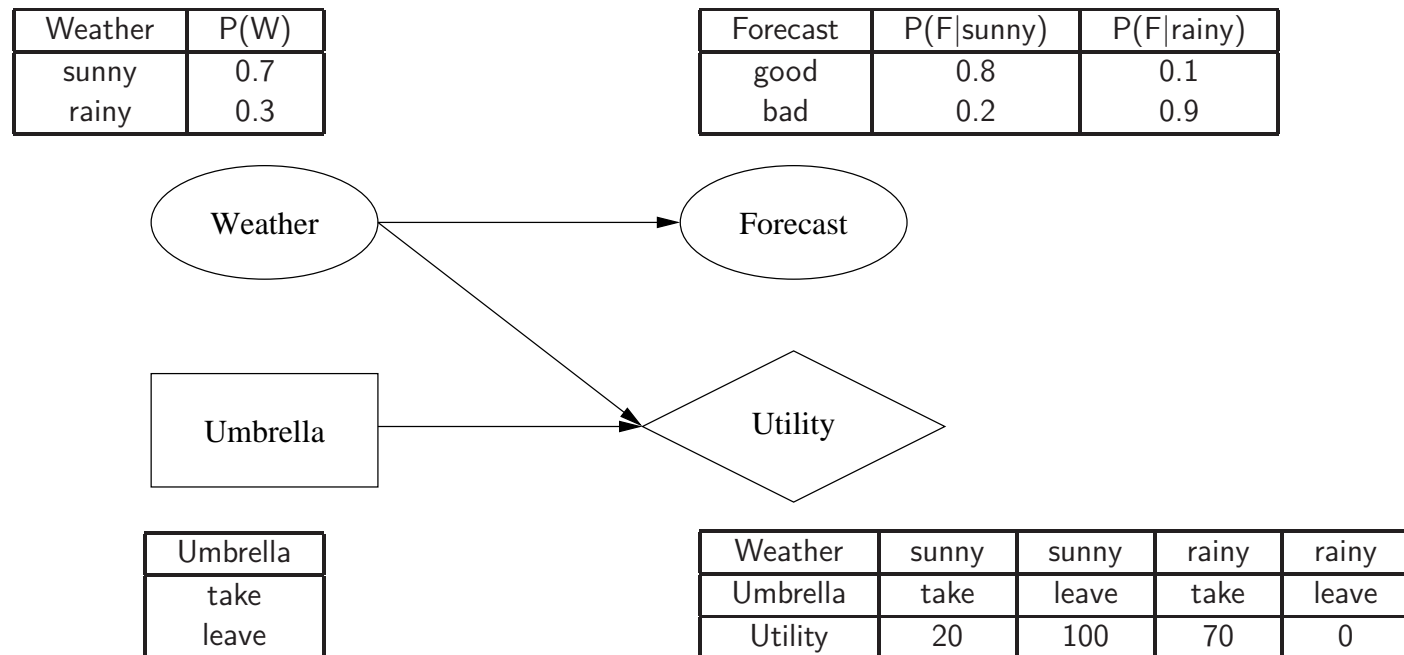 Weather P(W)
sunny 0.7
rainy 0.3
Forecast P(F|sunny) P(F|rainy)
good 0.8 0.1
bad 0.2 0.9
Weather
Forecast
Umbrella
Utility
Umbrella
take
leave
Weather sunny sunny rainy rainy
Umbrella take leave take leave
Utility 20 100 70 0